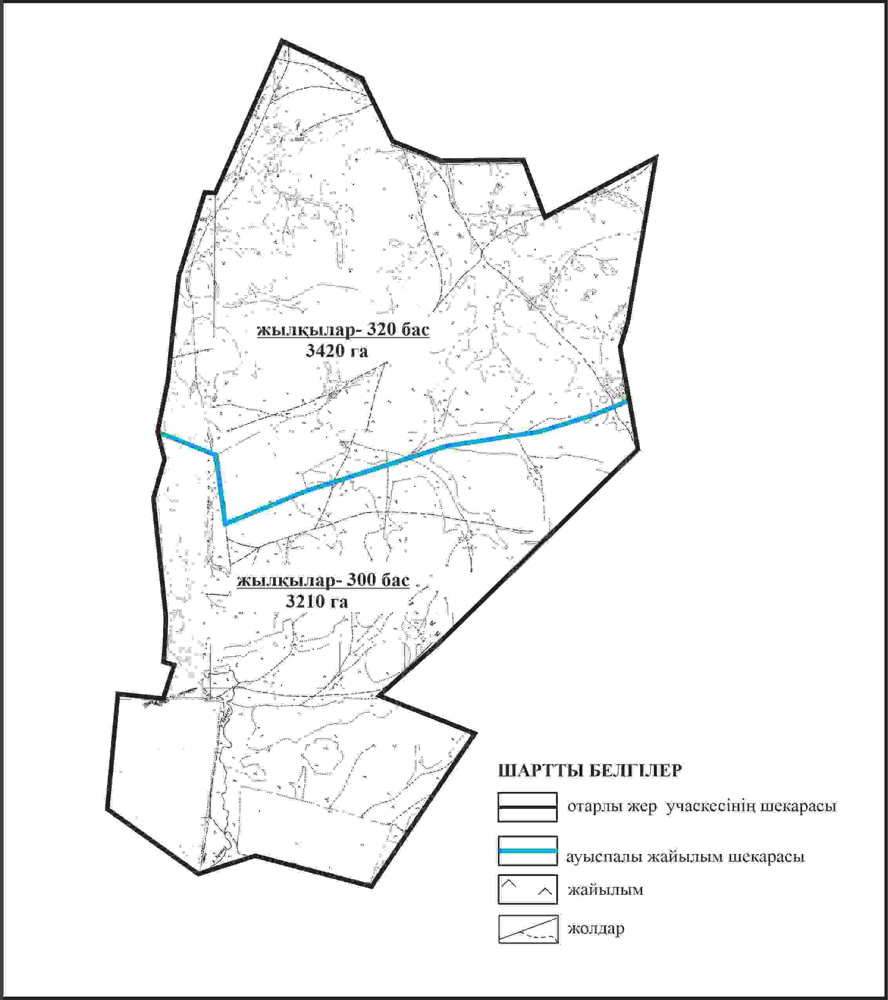 жылқылар- 320 бас
3420 га
жылқылар- 300 бас
3210 га
ШАРТТЫ БЕЛГІЛЕР
отарлы жер учаскесінің шекарасы
ауыспалы жайылым шекарасы
жайылым
жолдар